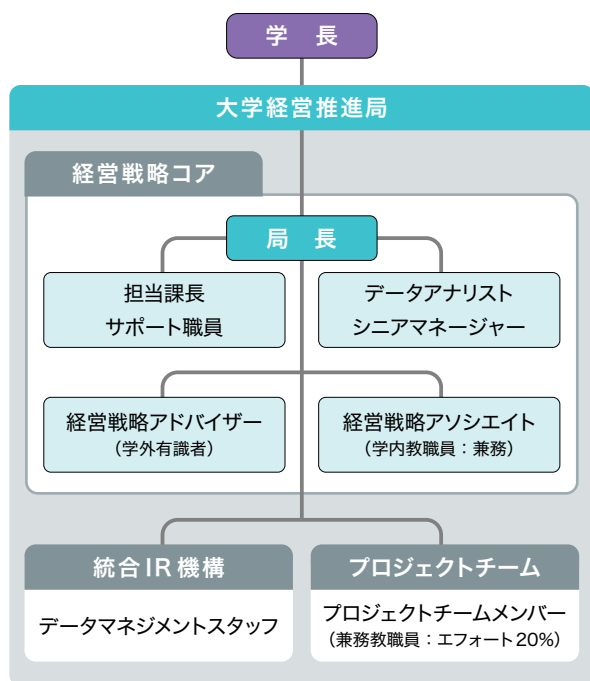 学 長
大学経営推進局
経営戦略コア
局 長
担当課長
サポート職員
データアナリスト
シニアマネージャー
経営戦略アドバイザー
（学外有識者）
経営戦略アソシエイト
（学内教職員：兼務）
統合IR機構
データマネジメントスタッフ
プロジェクトチーム
プロジェクトチームメンバー
（兼務教職員：エフォート20%）